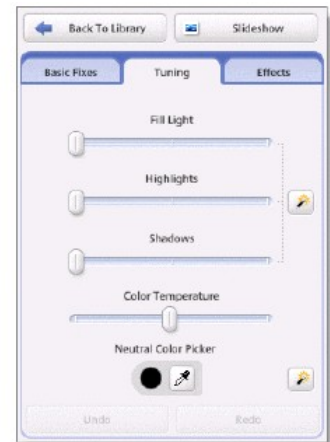 Back To Library Slideshow
Basic Fixes Tuning Effects
Fill Light
Highlights
Shadows
Color Temperature
Neutral Color Picker
Undo Redo